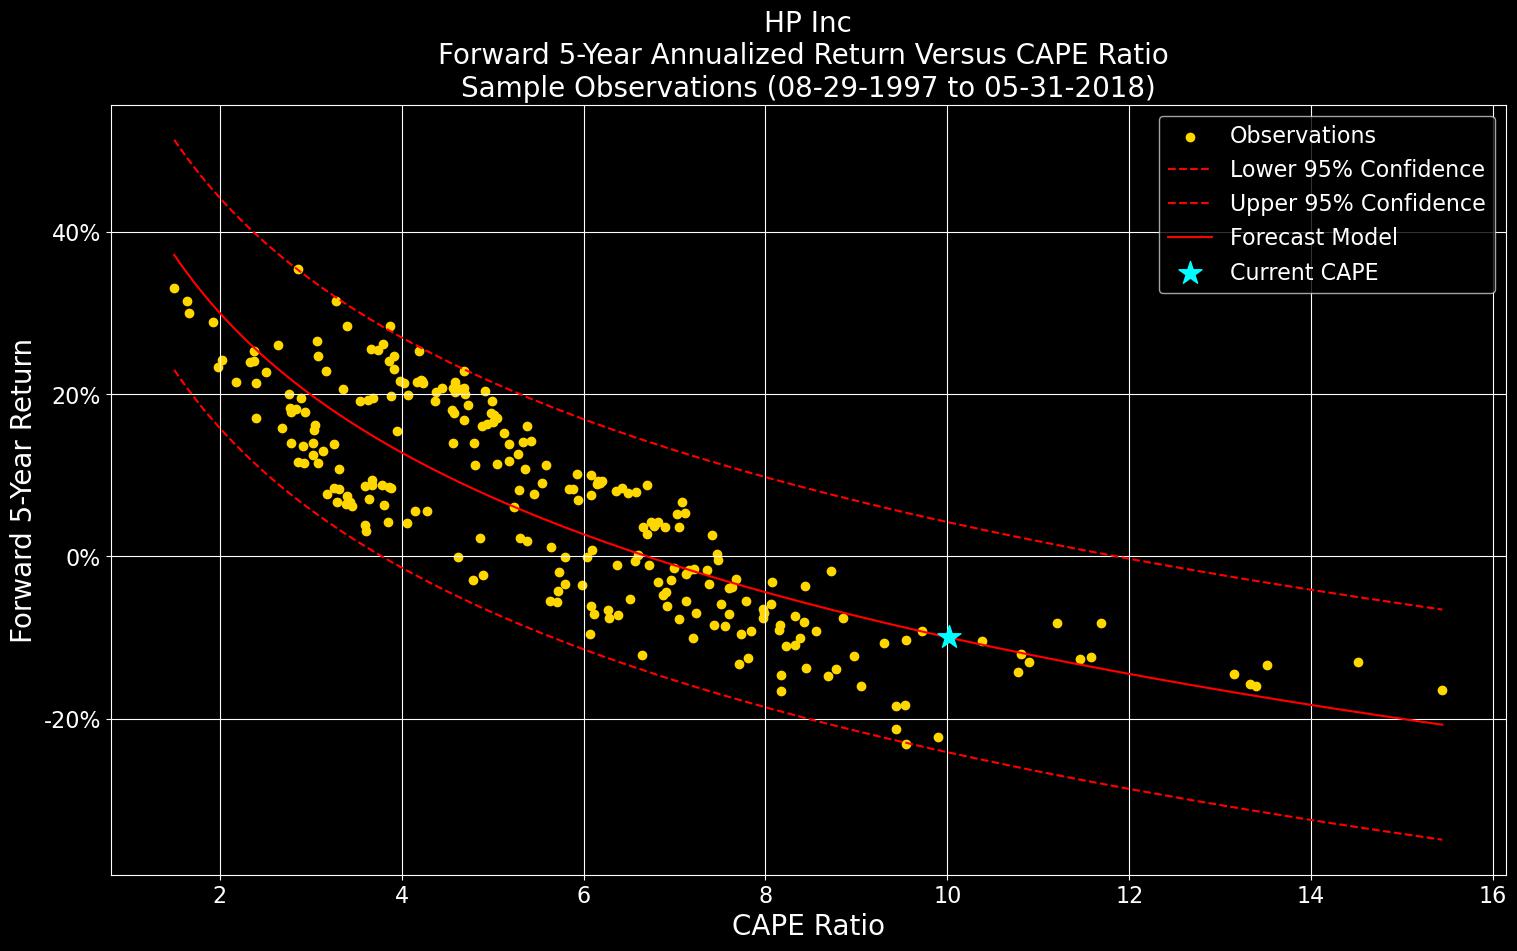 HP Inc
Forward 5-Year Annualized Return Versus CAPE Ratio
Sample Observations (08-29-1997 to 05-31-2018)
Observations
Lower 95% Confidence
Upper 95% Confidence
Forecast Model
Current CAPE
Forward 5-Year Return
40%
20%
0%
-20%
2 4 6 8 10 12 14 16
CAPE Ratio